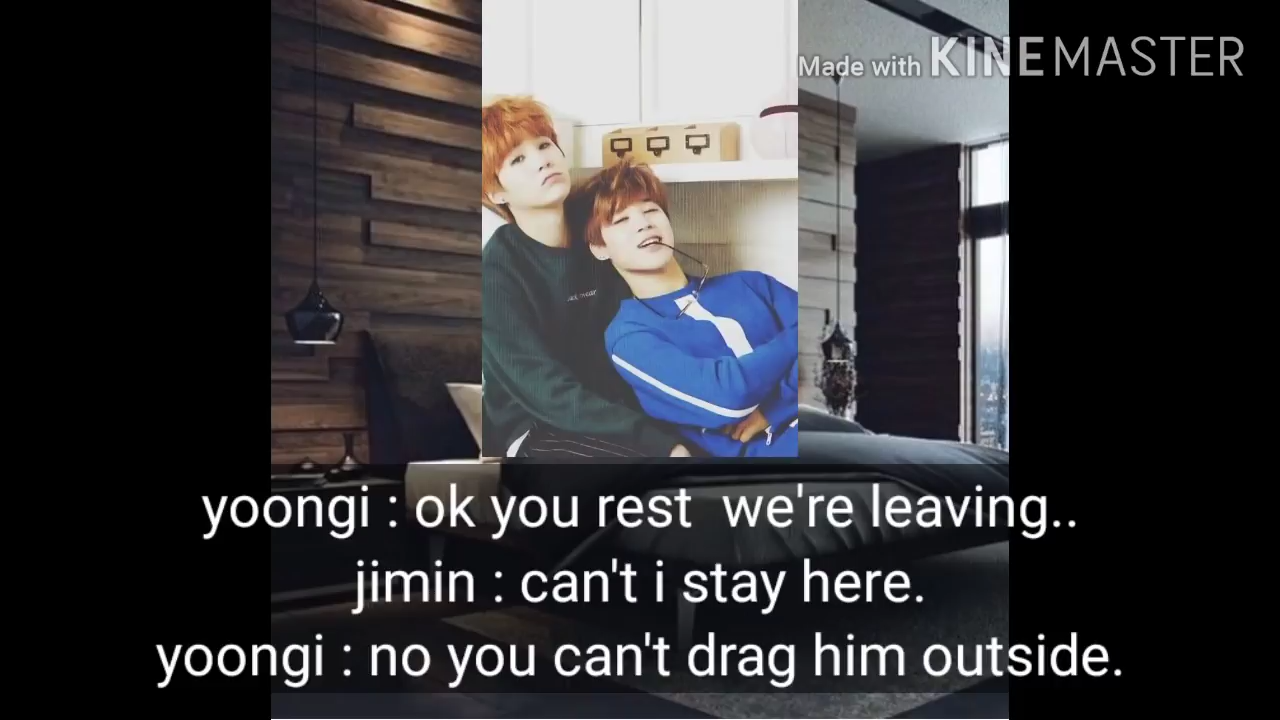 Made with KINEMASTER
yoongi : ok you rest  we're leaving..
jimin : can't i stay here.
yoongi : no you can't drag him outside.